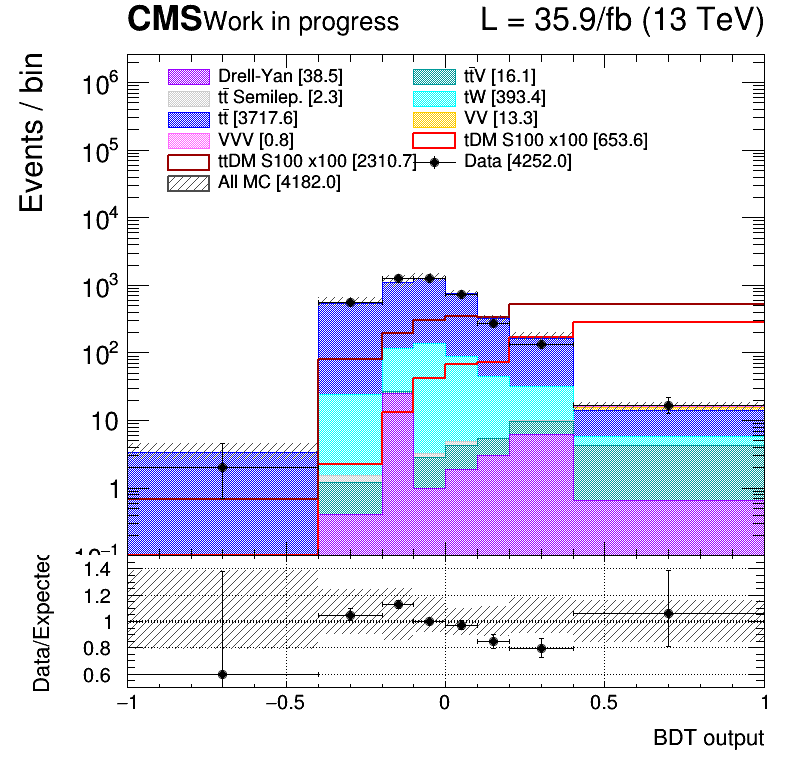 CMS Work in progress L = 35.9/fb (13 TeV)
Events / bin
Drell-Yan [38.5] tt̄V [16.1]
tt̄ Semilep. [2.3] tW [393.4]
tt̄ [3717.6] VV [13.3]
VVV [0.8] tDM S100 x100 [653.6]
ttDM S100 x100 [2310.7] Data [4252.0]
All MC [4182.0]
10⁶
10⁵
10⁴
10³
10²
10
1
10⁻¹
Data/Expected
1.4
1.2
1
0.8
0.6
−1 −0.5 0 0.5 1
BDT output